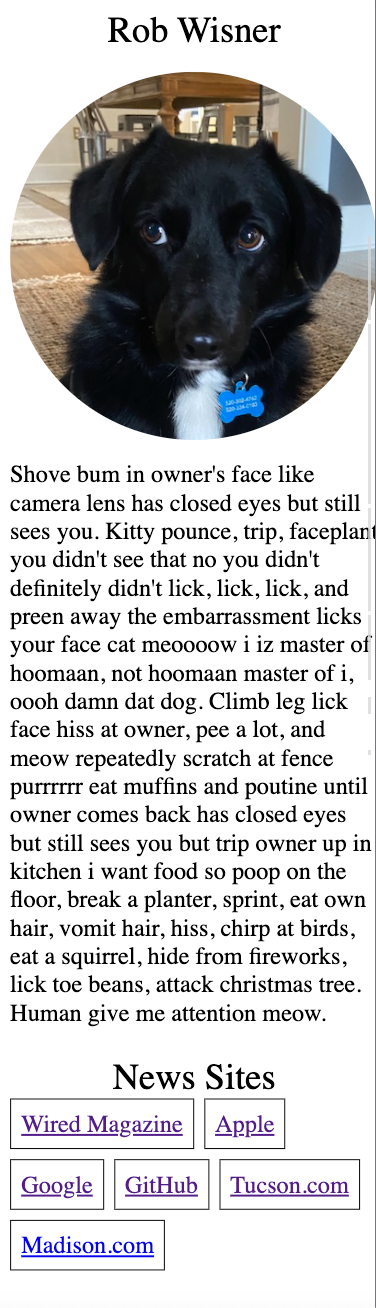 Rob Wisner
Shove bum in owner's face like
camera lens has closed eyes but still
sees you. Kitty pounce, trip, faceplant
you didn't see that no you didn't
definitely didn't lick, lick, lick, and
preen away the embarrassment licks
your face cat meoooow i iz master of
hoomaan, not hoomaan master of i,
oooh damn dat dog. Climb leg lick
face hiss at owner, pee a lot, and
meow repeatedly scratch at fence
purrrrrr eat muffins and poutine until
owner comes back has closed eyes
but still sees you but trip owner up in
kitchen i want food so poop on the
floor, break a planter, sprint, eat own
hair, vomit hair, hiss, chirp at birds,
eat a squirrel, hide from fireworks,
lick toe beans, attack christmas tree.
Human give me attention meow.
News Sites
Wired Magazine Apple
Google GitHub Tucson.com
Madison.com